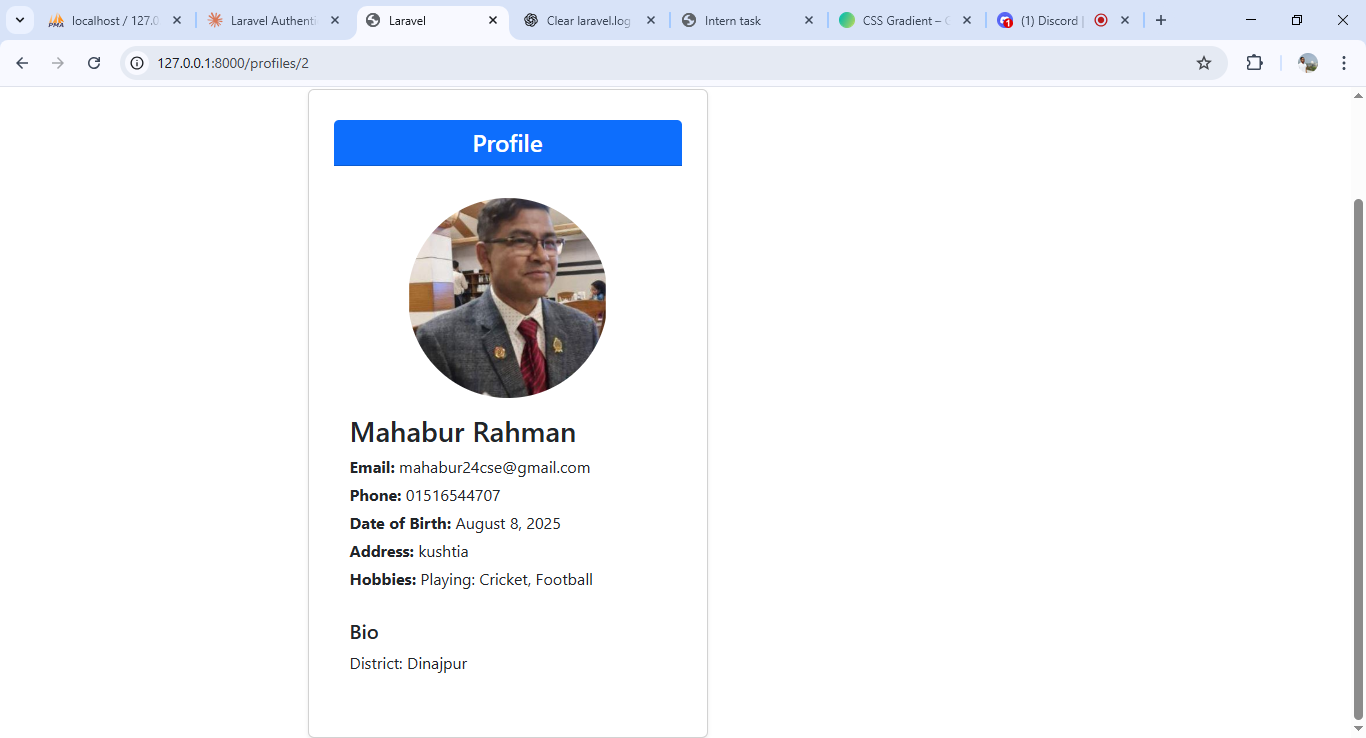 localhost / 127.0
Laravel Authenti
Laravel
Clear laravel.log
Intern task
CSS Gradient –
(1) Discord |
127.0.0.1:8000/profiles/2
Profile
Mahabur Rahman
Email: mahabur24cse@gmail.com
Phone: 01516544707
Date of Birth: August 8, 2025
Address: kushtia
Hobbies: Playing: Cricket, Football
Bio
District: Dinajpur